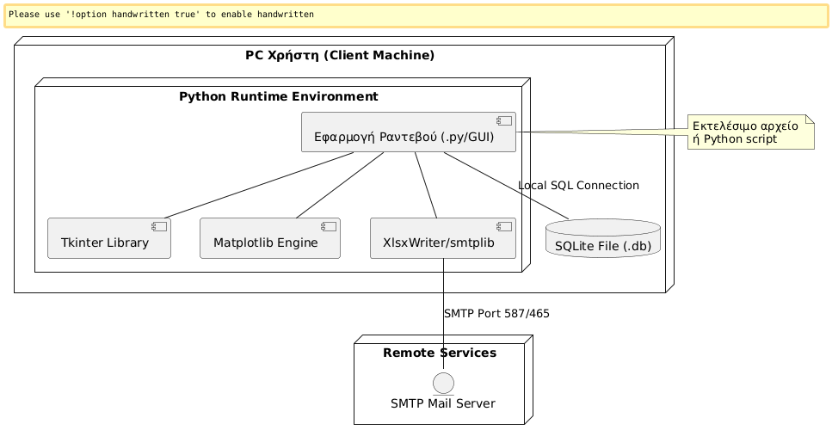 Please use '!option handwritten true' to enable handwritten
PC Χρήστη (Client Machine)
Python Runtime Environment
Εφαρμογή Ραντεβού (.py/GUI)
Εκτελέσιμο αρχείο
ή Python script
Local SQL Connection
Tkinter Library
Matplotlib Engine
XlsxWriter/smtplib
SQLite File (.db)
SMTP Port 587/465
Remote Services
SMTP Mail Server